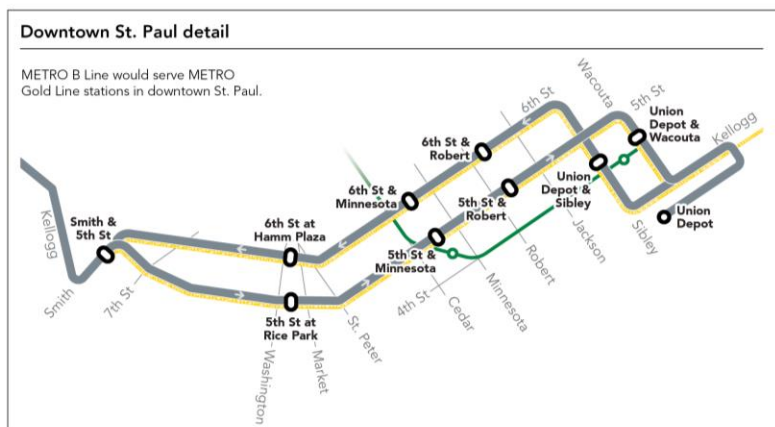 Downtown St. Paul detail
METRO B Line would serve METRO
Gold Line stations in downtown St. Paul.
Wacouta
5th St
6th St
Union
Depot &
Wacouta
Kellogg
6th St &
Robert
Union
Depot &
Sibley
6th St &
Minnesota
5th St &
Robert
Union
Depot
Kellogg
Smith &
5th St
6th St at
Hamm Plaza
5th St &
Minnesota
Sibley
Jackson
Robert
Smith
7th St
4th St
Minnesota
Cedar
5th St at
Rice Park
St. Peter
Market
Washington